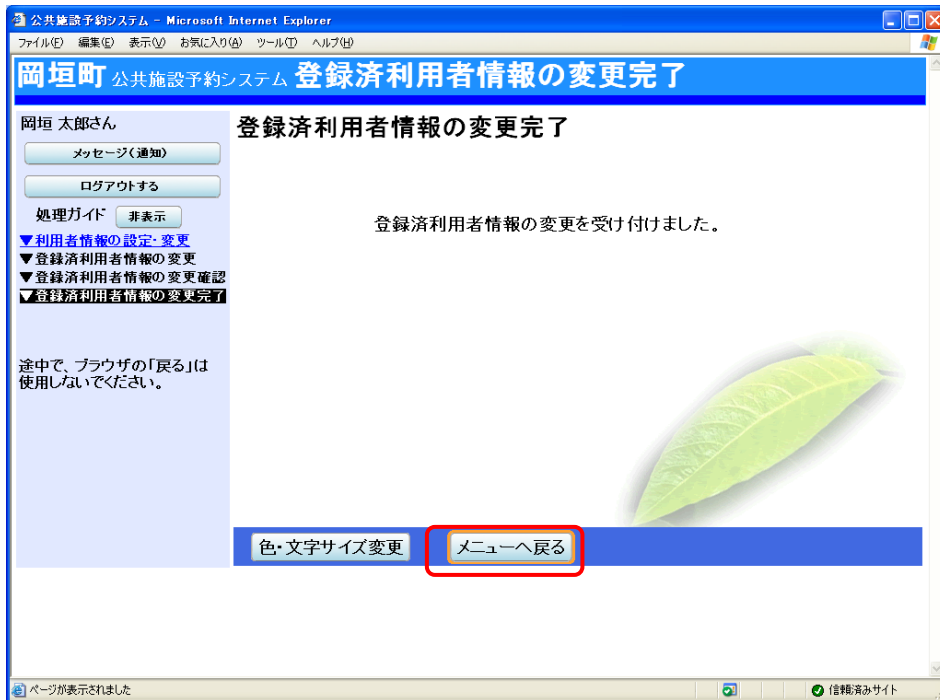 公共施設予約システム - Microsoft Internet Explorer
ファイル(F) 編集(E) 表示(V) お気に入り(A) ツール(T) ヘルプ(H)
岡垣町 公共施設予約システム 登録済利用者情報の変更完了
岡垣 太郎さん
メッセージ(通知)
ログアウトする
処理ガイド 非表示
▼利用者情報の設定・変更
▼登録済利用者情報の変更
▼登録済利用者情報の変更確認
▼登録済利用者情報の変更完了
途中で、ブラウザの「戻る」は
使用しないでください。
登録済利用者情報の変更完了
登録済利用者情報の変更を受け付けました。
色・文字サイズ変更 メニューへ戻る
ページが表示されました 信頼済みサイト